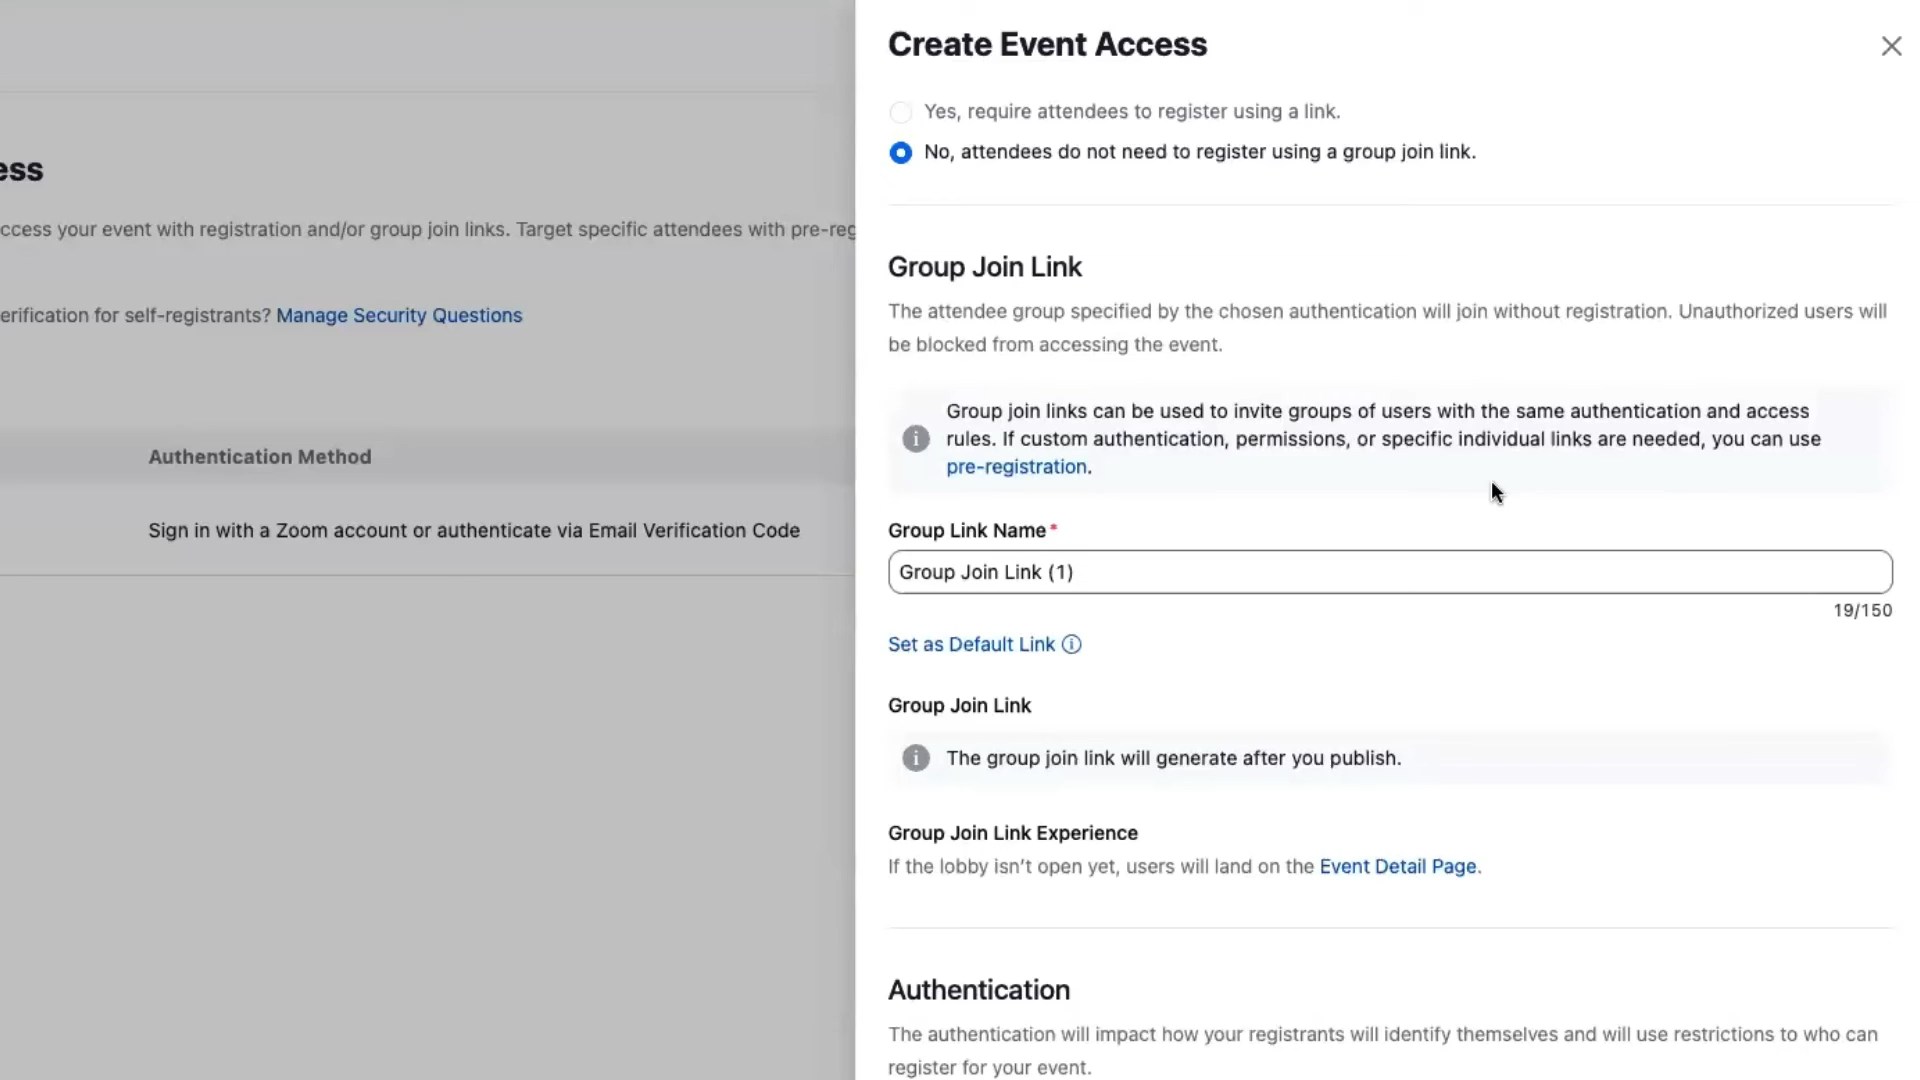 Create Event Access
Yes, require attendees to register using a link.
No, attendees do not need to register using a group join link.
ess
ccess your event with registration and/or group join links. Target specific attendees with pre-reg
erification for self-registrants? Manage Security Questions
Authentication Method
Sign in with a Zoom account or authenticate via Email Verification Code
Group Join Link
The attendee group specified by the chosen authentication will join without registration. Unauthorized users will
be blocked from accessing the event.
Group join links can be used to invite groups of users with the same authentication and access
rules. If custom authentication, permissions, or specific individual links are needed, you can use
pre-registration.
Group Link Name*
Group Join Link (1)
19/150
Set as Default Link
Group Join Link
The group join link will generate after you publish.
Group Join Link Experience
If the lobby isn't open yet, users will land on the Event Detail Page.
Authentication
The authentication will impact how your registrants will identify themselves and will use restrictions to who can
register for your event.